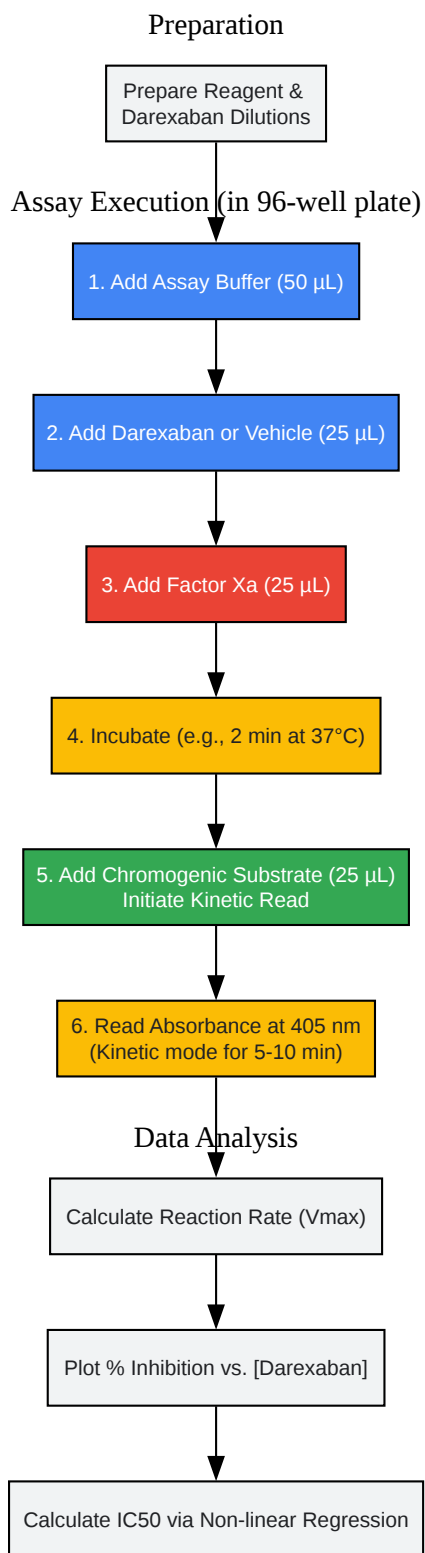 Preparation
Prepare Reagent &
Darexaban Dilutions
Assay Execution (in 96-well plate)
1. Add Assay Buffer (50 µL)
2. Add Darexaban or Vehicle (25 µL)
3. Add Factor Xa (25 µL)
4. Incubate (e.g., 2 min at 37°C)
5. Add Chromogenic Substrate (25 µL)
Initiate Kinetic Read
6. Read Absorbance at 405 nm
(Kinetic mode for 5-10 min)
Data Analysis
Calculate Reaction Rate (Vmax)
Plot % Inhibition vs. [Darexaban]
Calculate IC50 via Non-linear Regression